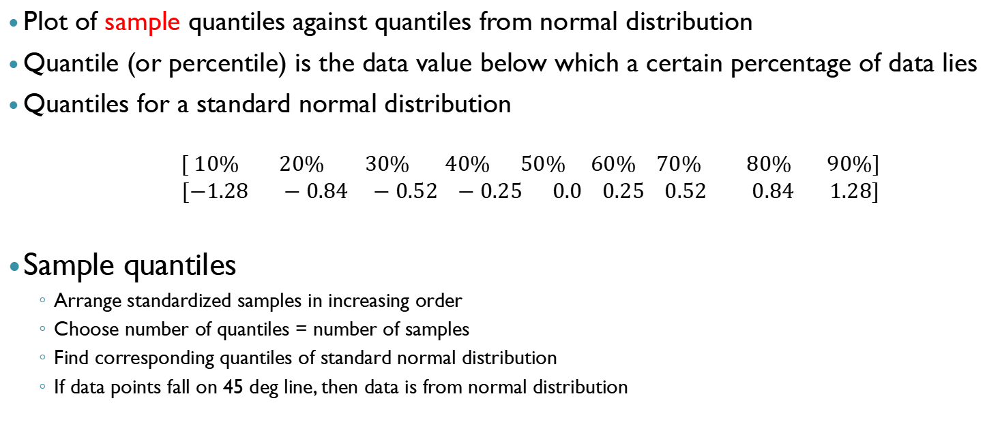 • Plot of sample quantiles against quantiles from normal distribution
• Quantile (or percentile) is the data value below which a certain percentage of data lies
• Quantiles for a standard normal distribution
[ 10% 20% 30% 40% 50% 60% 70% 80% 90%]
[−1.28 − 0.84 − 0.52 − 0.25 0.0 0.25 0.52 0.84 1.28]
• Sample quantiles
◦ Arrange standardized samples in increasing order
◦ Choose number of quantiles = number of samples
◦ Find corresponding quantiles of standard normal distribution
◦ If data points fall on 45 deg line, then data is from normal distribution